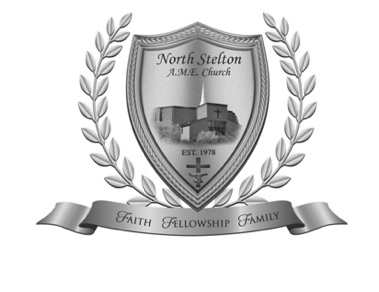 North Stelton
A.M.E. Church
EST. 1978
FAITH FELLOWSHIP FAMILY